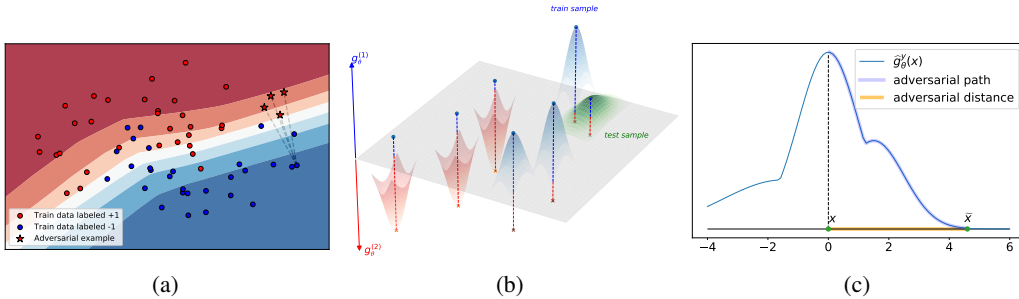 Train data labeled +1
Train data labeled -1
Adversarial example
(a)
g_θ^(1)
train sample
test sample
g_θ^(2)
(b)
ĝ_θ^γ(x)
adversarial path
adversarial distance
x
x̃
−4 −2 0 2 4 6
(c)